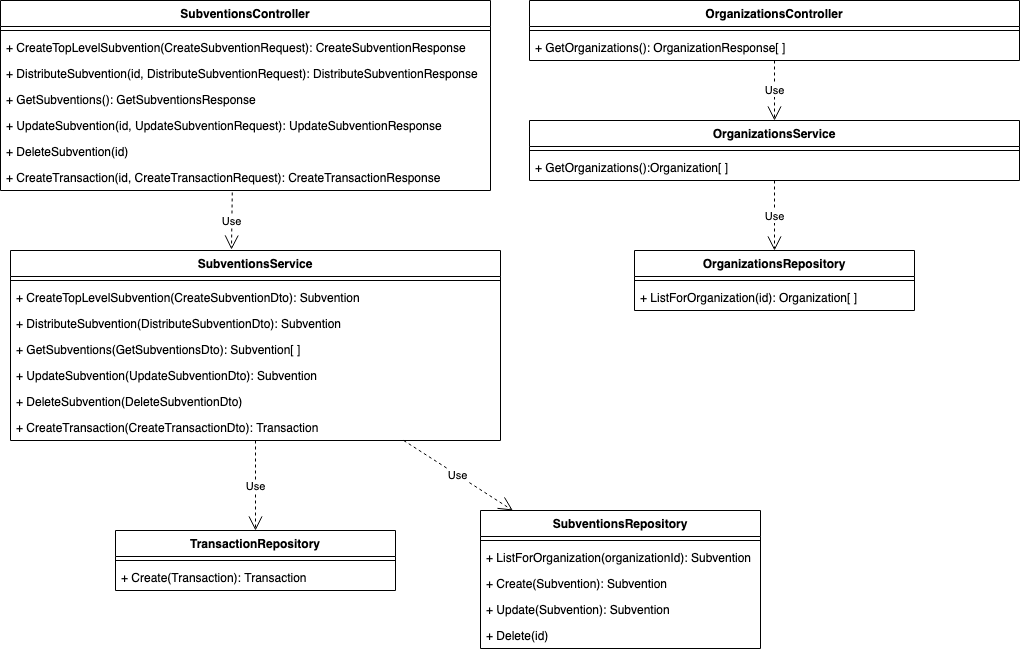 SubventionsController
+ CreateTopLevelSubvention(CreateSubventionRequest): CreateSubventionResponse
+ DistributeSubvention(id, DistributeSubventionRequest): DistributeSubventionResponse
+ GetSubventions(): GetSubventionsResponse
+ UpdateSubvention(id, UpdateSubventionRequest): UpdateSubventionResponse
+ DeleteSubvention(id)
+ CreateTransaction(id, CreateTransactionRequest): CreateTransactionResponse
Use
SubventionsService
+ CreateTopLevelSubvention(CreateSubventionDto): Subvention
+ DistributeSubvention(DistributeSubventionDto): Subvention
+ GetSubventions(GetSubventionsDto): Subvention[ ]
+ UpdateSubvention(UpdateSubventionDto): Subvention
+ DeleteSubvention(DeleteSubventionDto)
+ CreateTransaction(CreateTransactionDto): Transaction
Use
Use
TransactionRepository
+ Create(Transaction): Transaction
SubventionsRepository
+ ListForOrganization(organizationId): Subvention
+ Create(Subvention): Subvention
+ Update(Subvention): Subvention
+ Delete(id)
OrganizationsController
+ GetOrganizations(): OrganizationResponse[ ]
Use
OrganizationsService
+ GetOrganizations():Organization[ ]
Use
OrganizationsRepository
+ ListForOrganization(id): Organization[ ]